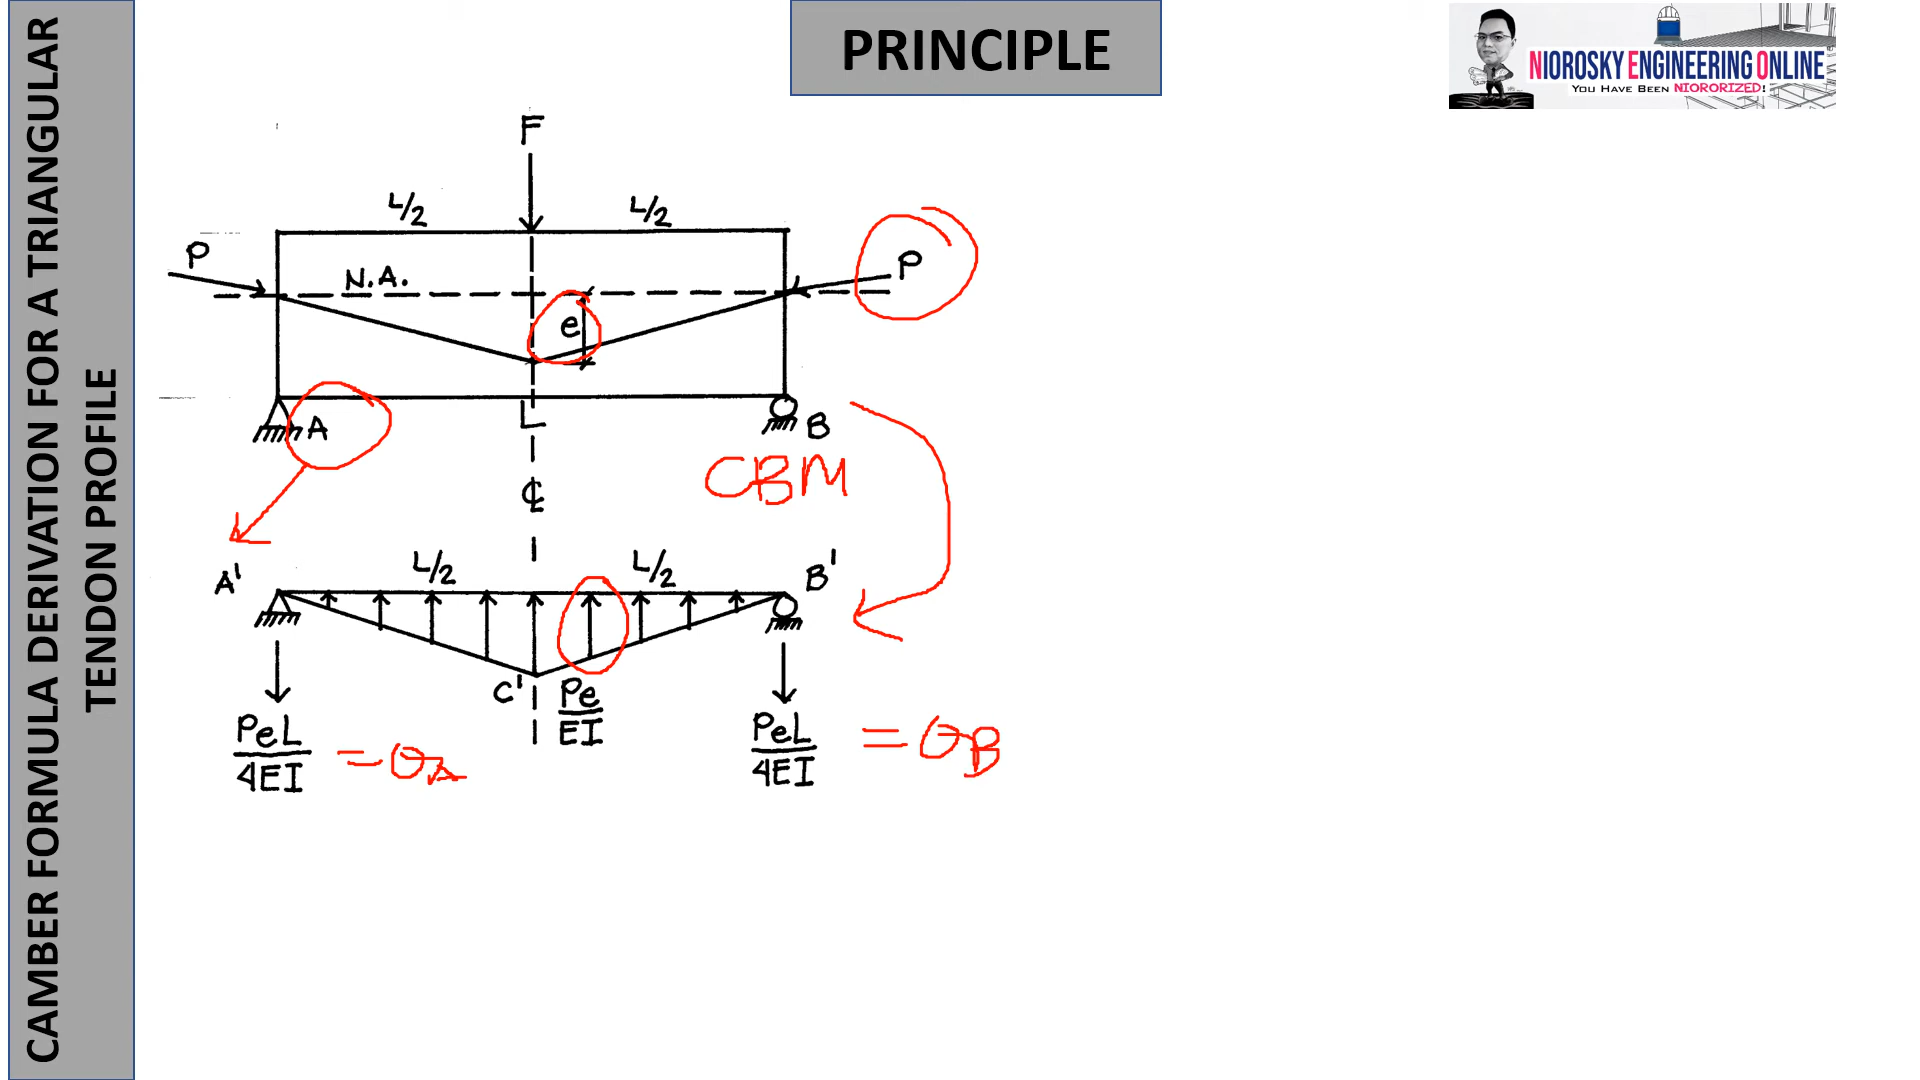 CAMBER FORMULA DERIVATION FOR A TRIANGULAR
TENDON PROFILE
PRINCIPLE
NIOROSKY ENGINEERING ONLINE
YOU HAVE BEEN NIORORIZED!
F
L/2 L/2
P P
N.A.
e
A L B
CBM
℄
L/2 L/2
A' B'
C' Pe/EI
PeL/4EI = θA
PeL/4EI = θB